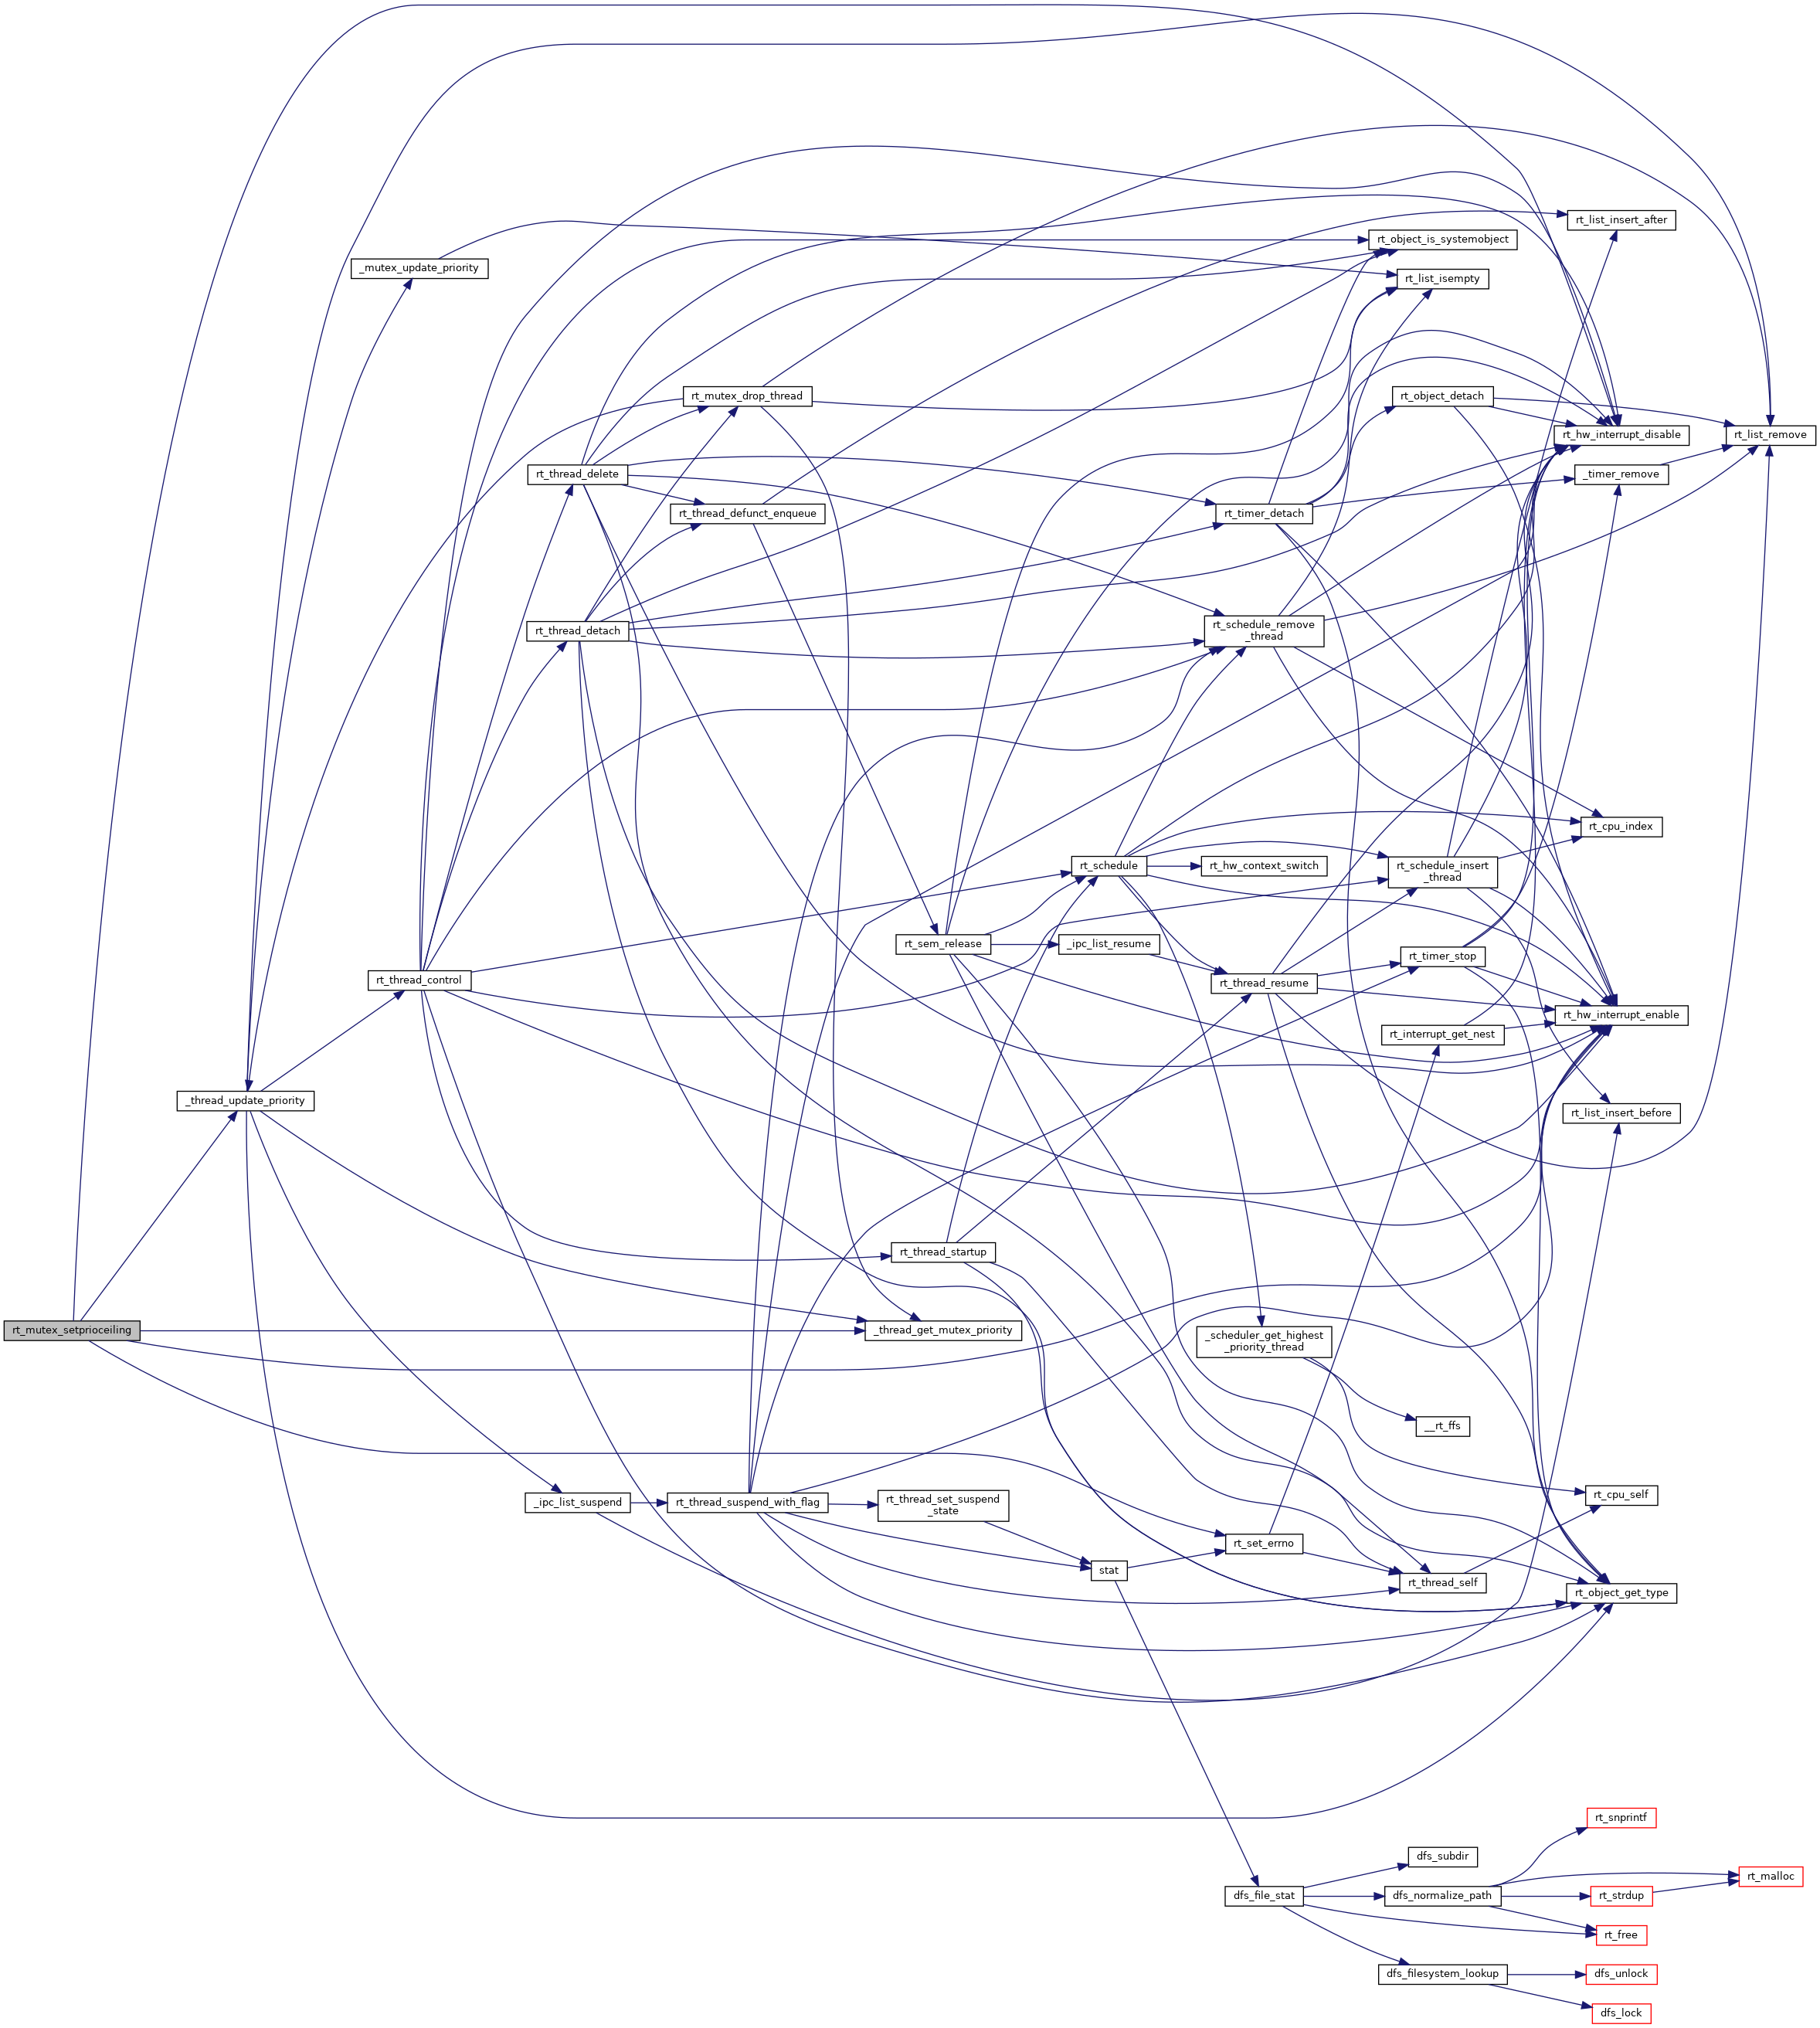 rt_list_insert_after
rt_object_is_systemobject
_mutex_update_priority
rt_list_isempty
rt_mutex_drop_thread
rt_object_detach
rt_hw_interrupt_disable
rt_list_remove
rt_thread_delete
_timer_remove
rt_thread_defunct_enqueue
rt_timer_detach
rt_thread_detach
rt_schedule_remove
_thread
rt_cpu_index
rt_schedule
rt_hw_context_switch
rt_schedule_insert
_thread
rt_sem_release
_ipc_list_resume
rt_timer_stop
rt_thread_control
rt_thread_resume
rt_hw_interrupt_enable
rt_interrupt_get_nest
_thread_update_priority
rt_list_insert_before
rt_thread_startup
rt_mutex_setprioceiling
_thread_get_mutex_priority
_scheduler_get_highest
_priority_thread
__rt_ffs
_ipc_list_suspend
rt_thread_suspend_with_flag
rt_thread_set_suspend
_state
rt_cpu_self
rt_set_errno
stat
rt_thread_self
rt_object_get_type
rt_snprintf
dfs_subdir
rt_malloc
dfs_file_stat
dfs_normalize_path
rt_strdup
rt_free
dfs_filesystem_lookup
dfs_unlock
dfs_lock